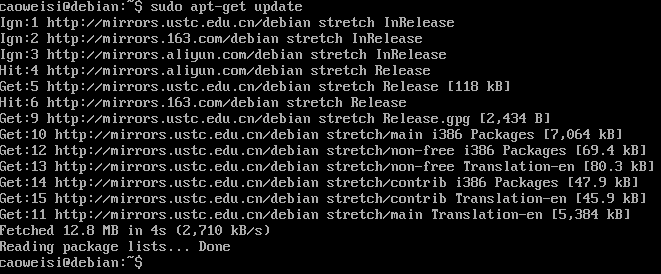 caoweisi@debian:~$ sudo apt-get update
Ign:1 http://mirrors.ustc.edu.cn/debian stretch InRelease
Ign:2 http://mirrors.163.com/debian stretch InRelease
Ign:3 http://mirrors.aliyun.com/debian stretch InRelease
Hit:4 http://mirrors.aliyun.com/debian stretch Release
Get:5 http://mirrors.ustc.edu.cn/debian stretch Release [118 kB]
Hit:6 http://mirrors.163.com/debian stretch Release
Get:9 http://mirrors.ustc.edu.cn/debian stretch Release.gpg [2,434 B]
Get:10 http://mirrors.ustc.edu.cn/debian stretch/main i386 Packages [7,064 kB]
Get:12 http://mirrors.ustc.edu.cn/debian stretch/non-free i386 Packages [69.4 kB]
Get:13 http://mirrors.ustc.edu.cn/debian stretch/non-free Translation-en [80.3 kB]
Get:14 http://mirrors.ustc.edu.cn/debian stretch/contrib i386 Packages [47.9 kB]
Get:15 http://mirrors.ustc.edu.cn/debian stretch/contrib Translation-en [45.9 kB]
Get:11 http://mirrors.ustc.edu.cn/debian stretch/main Translation-en [5,384 kB]
Fetched 12.8 MB in 4s (2,710 kB/s)
Reading package lists... Done
caoweisi@debian:~$